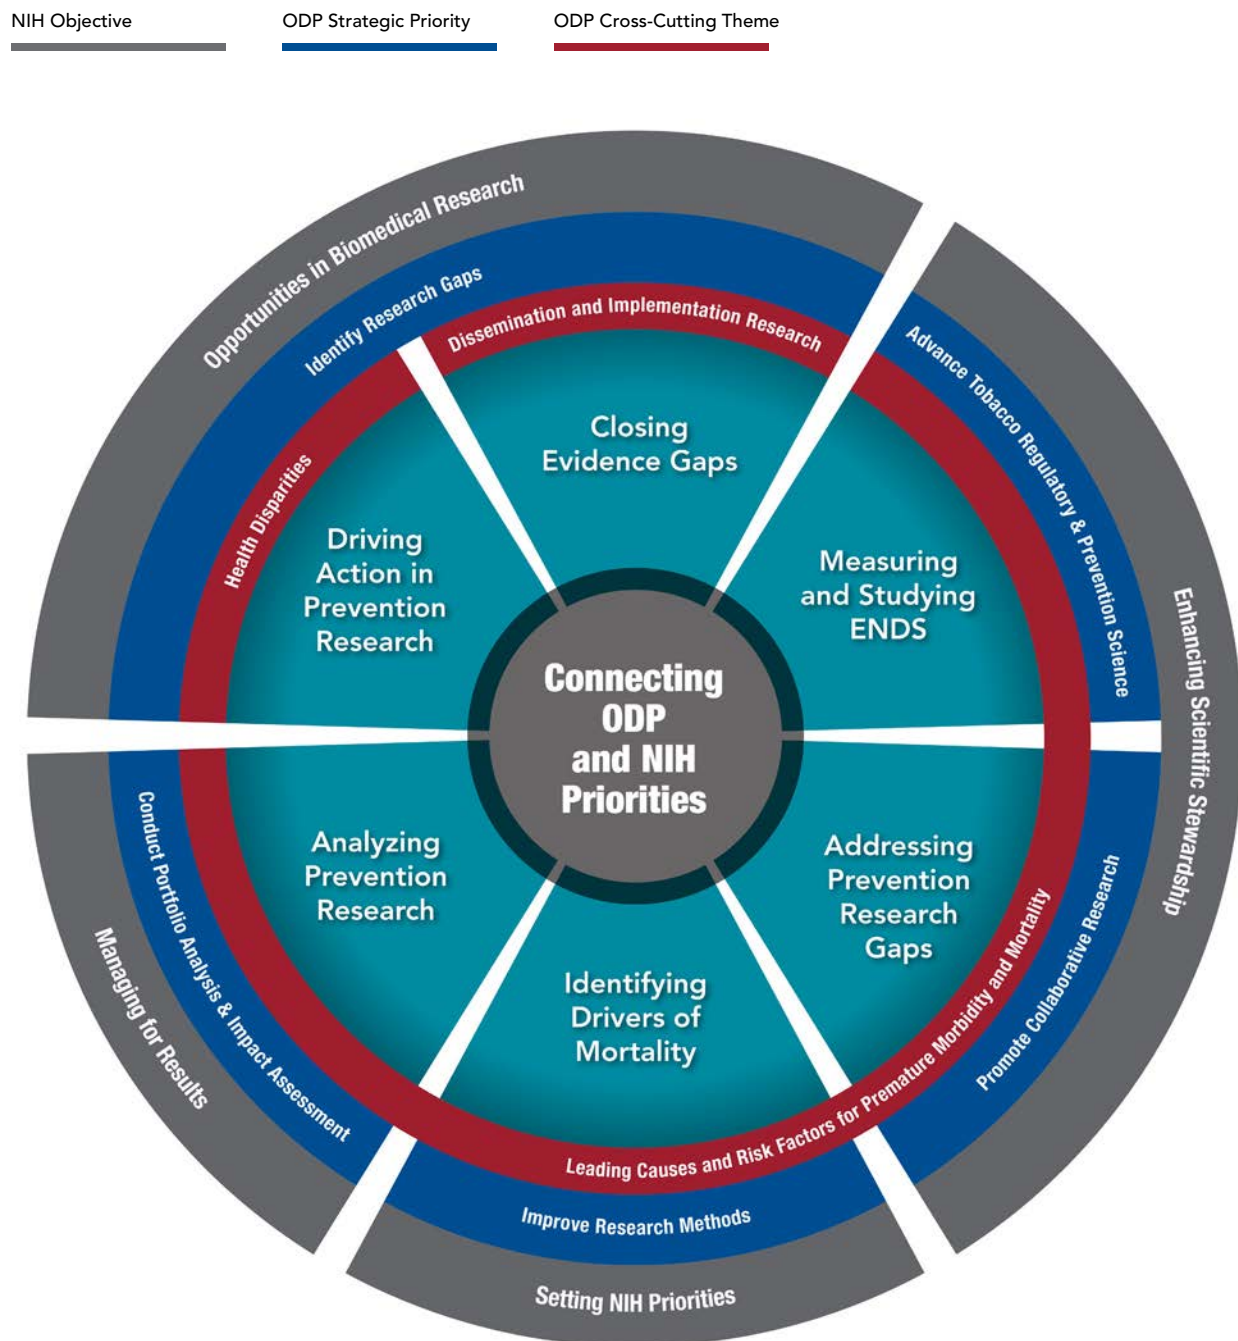 NIH Objective
ODP Strategic Priority
ODP Cross-Cutting Theme
Opportunities in Biomedical Research
Identify Research Gaps
Dissemination and Implementation Research
Health Disparities
Closing
Evidence Gaps
Driving
Action in
Prevention
Research
Advance Tobacco Regulatory & Prevention Science
Measuring
and Studying
ENDS
Enhancing Scientific Stewardship
Connecting
ODP
and NIH
Priorities
Analyzing
Prevention
Research
Conduct Portfolio Analysis & Impact Assessment
Managing for Results
Addressing
Prevention
Research
Gaps
Promote Collaborative Research
Identifying
Drivers of
Mortality
Leading Causes and Risk Factors for Premature Morbidity and Mortality
Improve Research Methods
Setting NIH Priorities